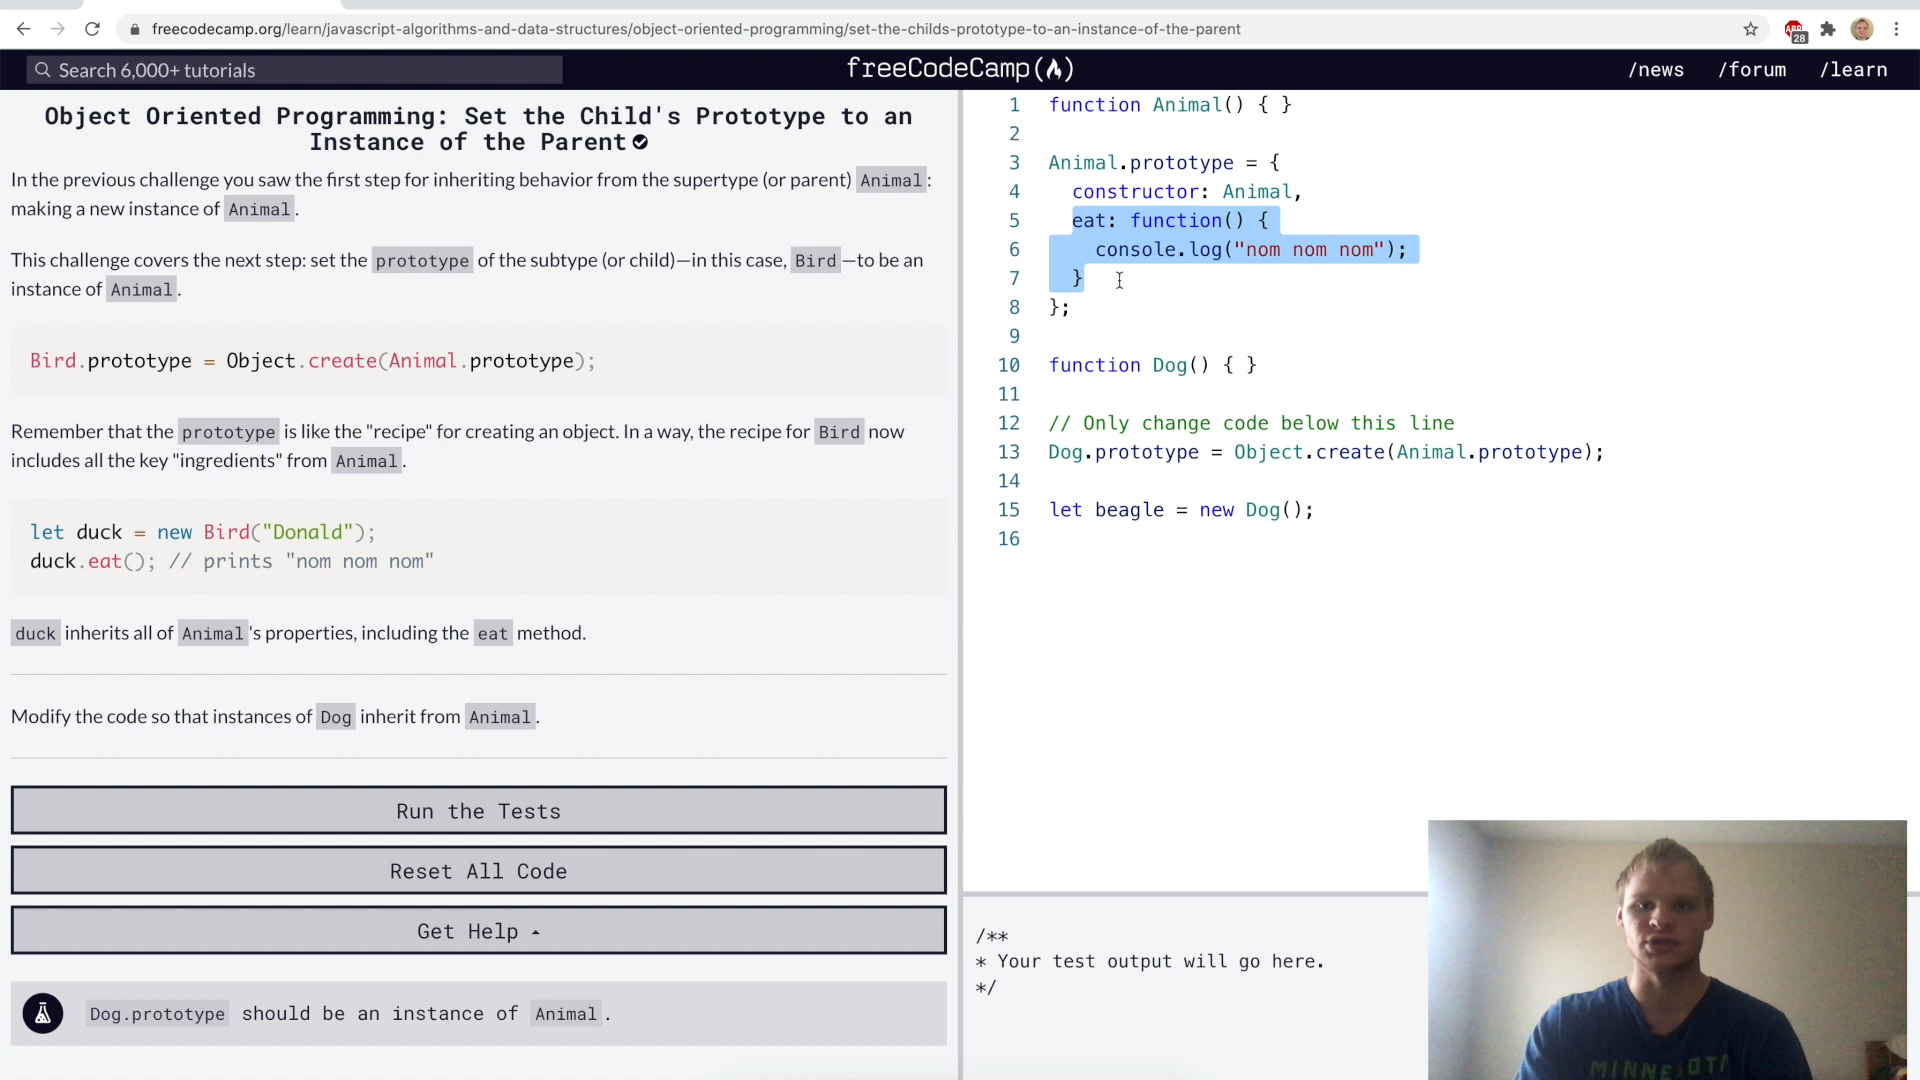 freecodecamp.org/learn/javascript-algorithms-and-data-structures/object-oriented-programming/set-the-childs-prototype-to-an-instance-of-the-parent
ABP
28
Search 6,000+ tutorials
freeCodeCamp(🔥)
/news /forum /learn
Object Oriented Programming: Set the Child's Prototype to an
Instance of the Parent
In the previous challenge you saw the first step for inheriting behavior from the supertype (or parent) Animal:
making a new instance of Animal.
This challenge covers the next step: set the prototype of the subtype (or child)—in this case, Bird—to be an
instance of Animal.
Bird.prototype = Object.create(Animal.prototype);
Remember that the prototype is like the "recipe" for creating an object. In a way, the recipe for Bird now
includes all the key "ingredients" from Animal.
let duck = new Bird("Donald");
duck.eat(); // prints "nom nom nom"
duck inherits all of Animal's properties, including the eat method.
Modify the code so that instances of Dog inherit from Animal.
Run the Tests
Reset All Code
Get Help
Dog.prototype should be an instance of Animal.
1 function Animal() { }
2
3 Animal.prototype = {
4 constructor: Animal,
5 eat: function() {
6 console.log("nom nom nom");
7 }
8 };
9
10 function Dog() { }
11
12 // Only change code below this line
13 Dog.prototype = Object.create(Animal.prototype);
14
15 let beagle = new Dog();
16
/**
* Your test output will go here.
*/
MINNESOTA